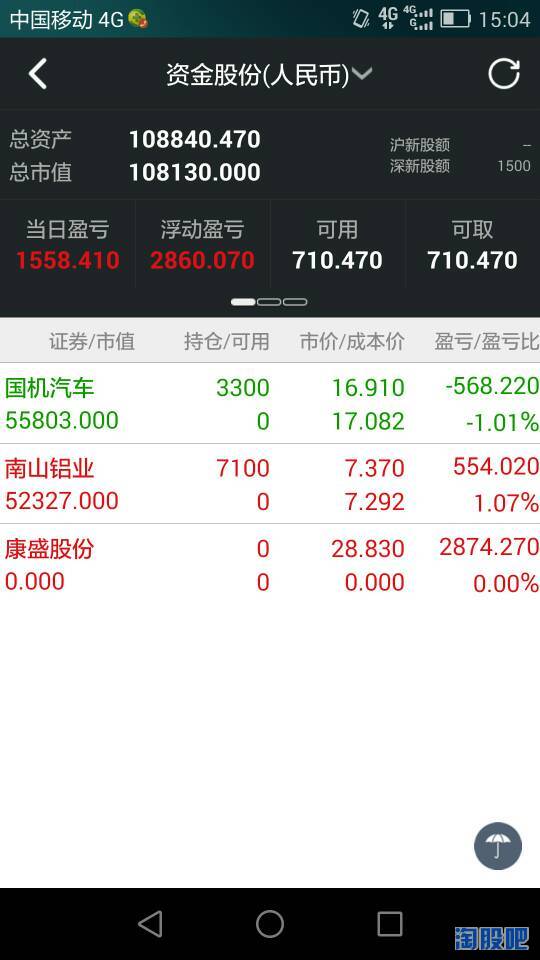 中国移动 4G 4G 4G G 15:04
资金股份(人民币)
总资产 108840.470 沪新股额 --
总市值 108130.000 深新股额 1500
当日盈亏 浮动盈亏 可用 可取
1558.410 2860.070 710.470 710.470
证券/市值 持仓/可用 市价/成本价 盈亏/盈亏比
国机汽车 3300 16.910 -568.220
55803.000 0 17.082 -1.01%
南山铝业 7100 7.370 554.020
52327.000 0 7.292 1.07%
康盛股份 0 28.830 2874.270
0.000 0 0.000 0.00%
淘股吧